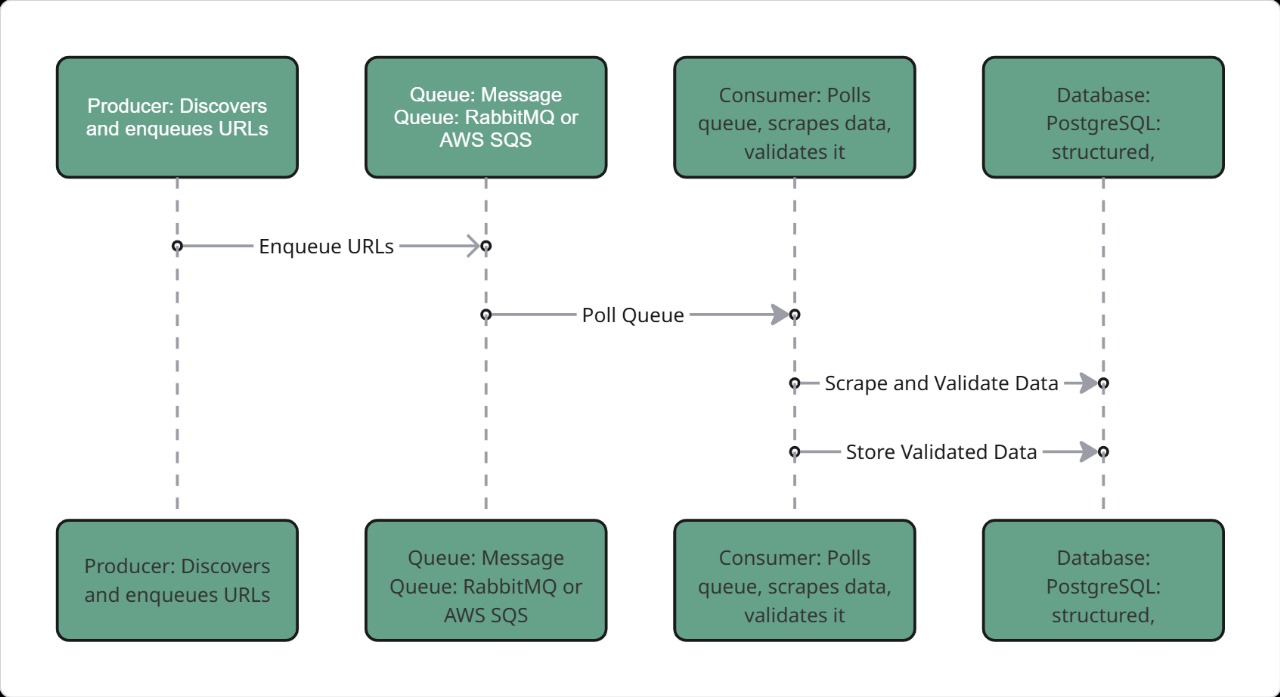 Producer: Discovers
and enqueues URLs
Queue: Message
Queue: RabbitMQ or
AWS SQS
Consumer: Polls
queue, scrapes data,
validates it
Database:
PostgreSQL:
structured,
Enqueue URLs
Poll Queue
Scrape and Validate Data
Store Validated Data
Producer: Discovers
and enqueues URLs
Queue: Message
Queue: RabbitMQ or
AWS SQS
Consumer: Polls
queue, scrapes data,
validates it
Database:
PostgreSQL:
structured,